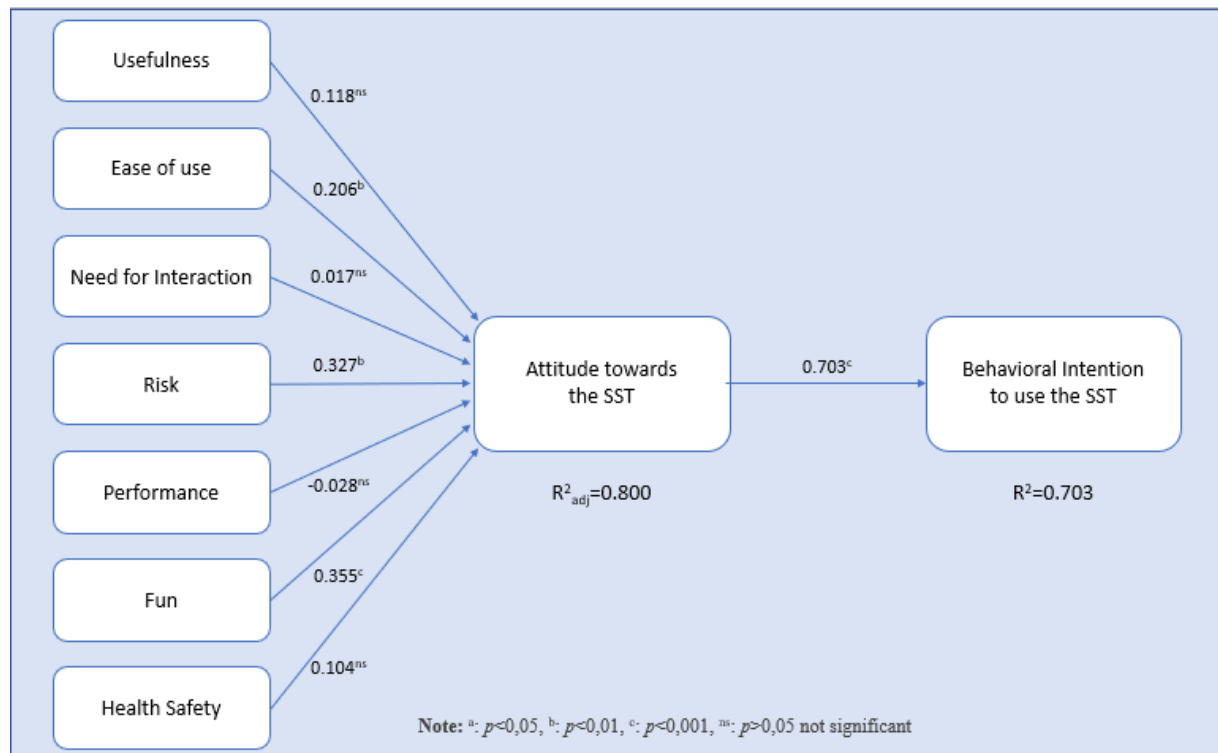 Usefulness
0.118ns
Ease of use
0.206b
Need for Interaction
0.017ns
Risk
0.327b
Attitude towards
the SST
0.703c
Behavioral Intention
to use the SST
Performance
-0.028ns
R2adj=0.800
R2=0.703
Fun
0.355c
Health Safety
0.104ns
Note: a: p<0,05, b: p<0,01, c: p<0,001, ns: p>0,05 not significant